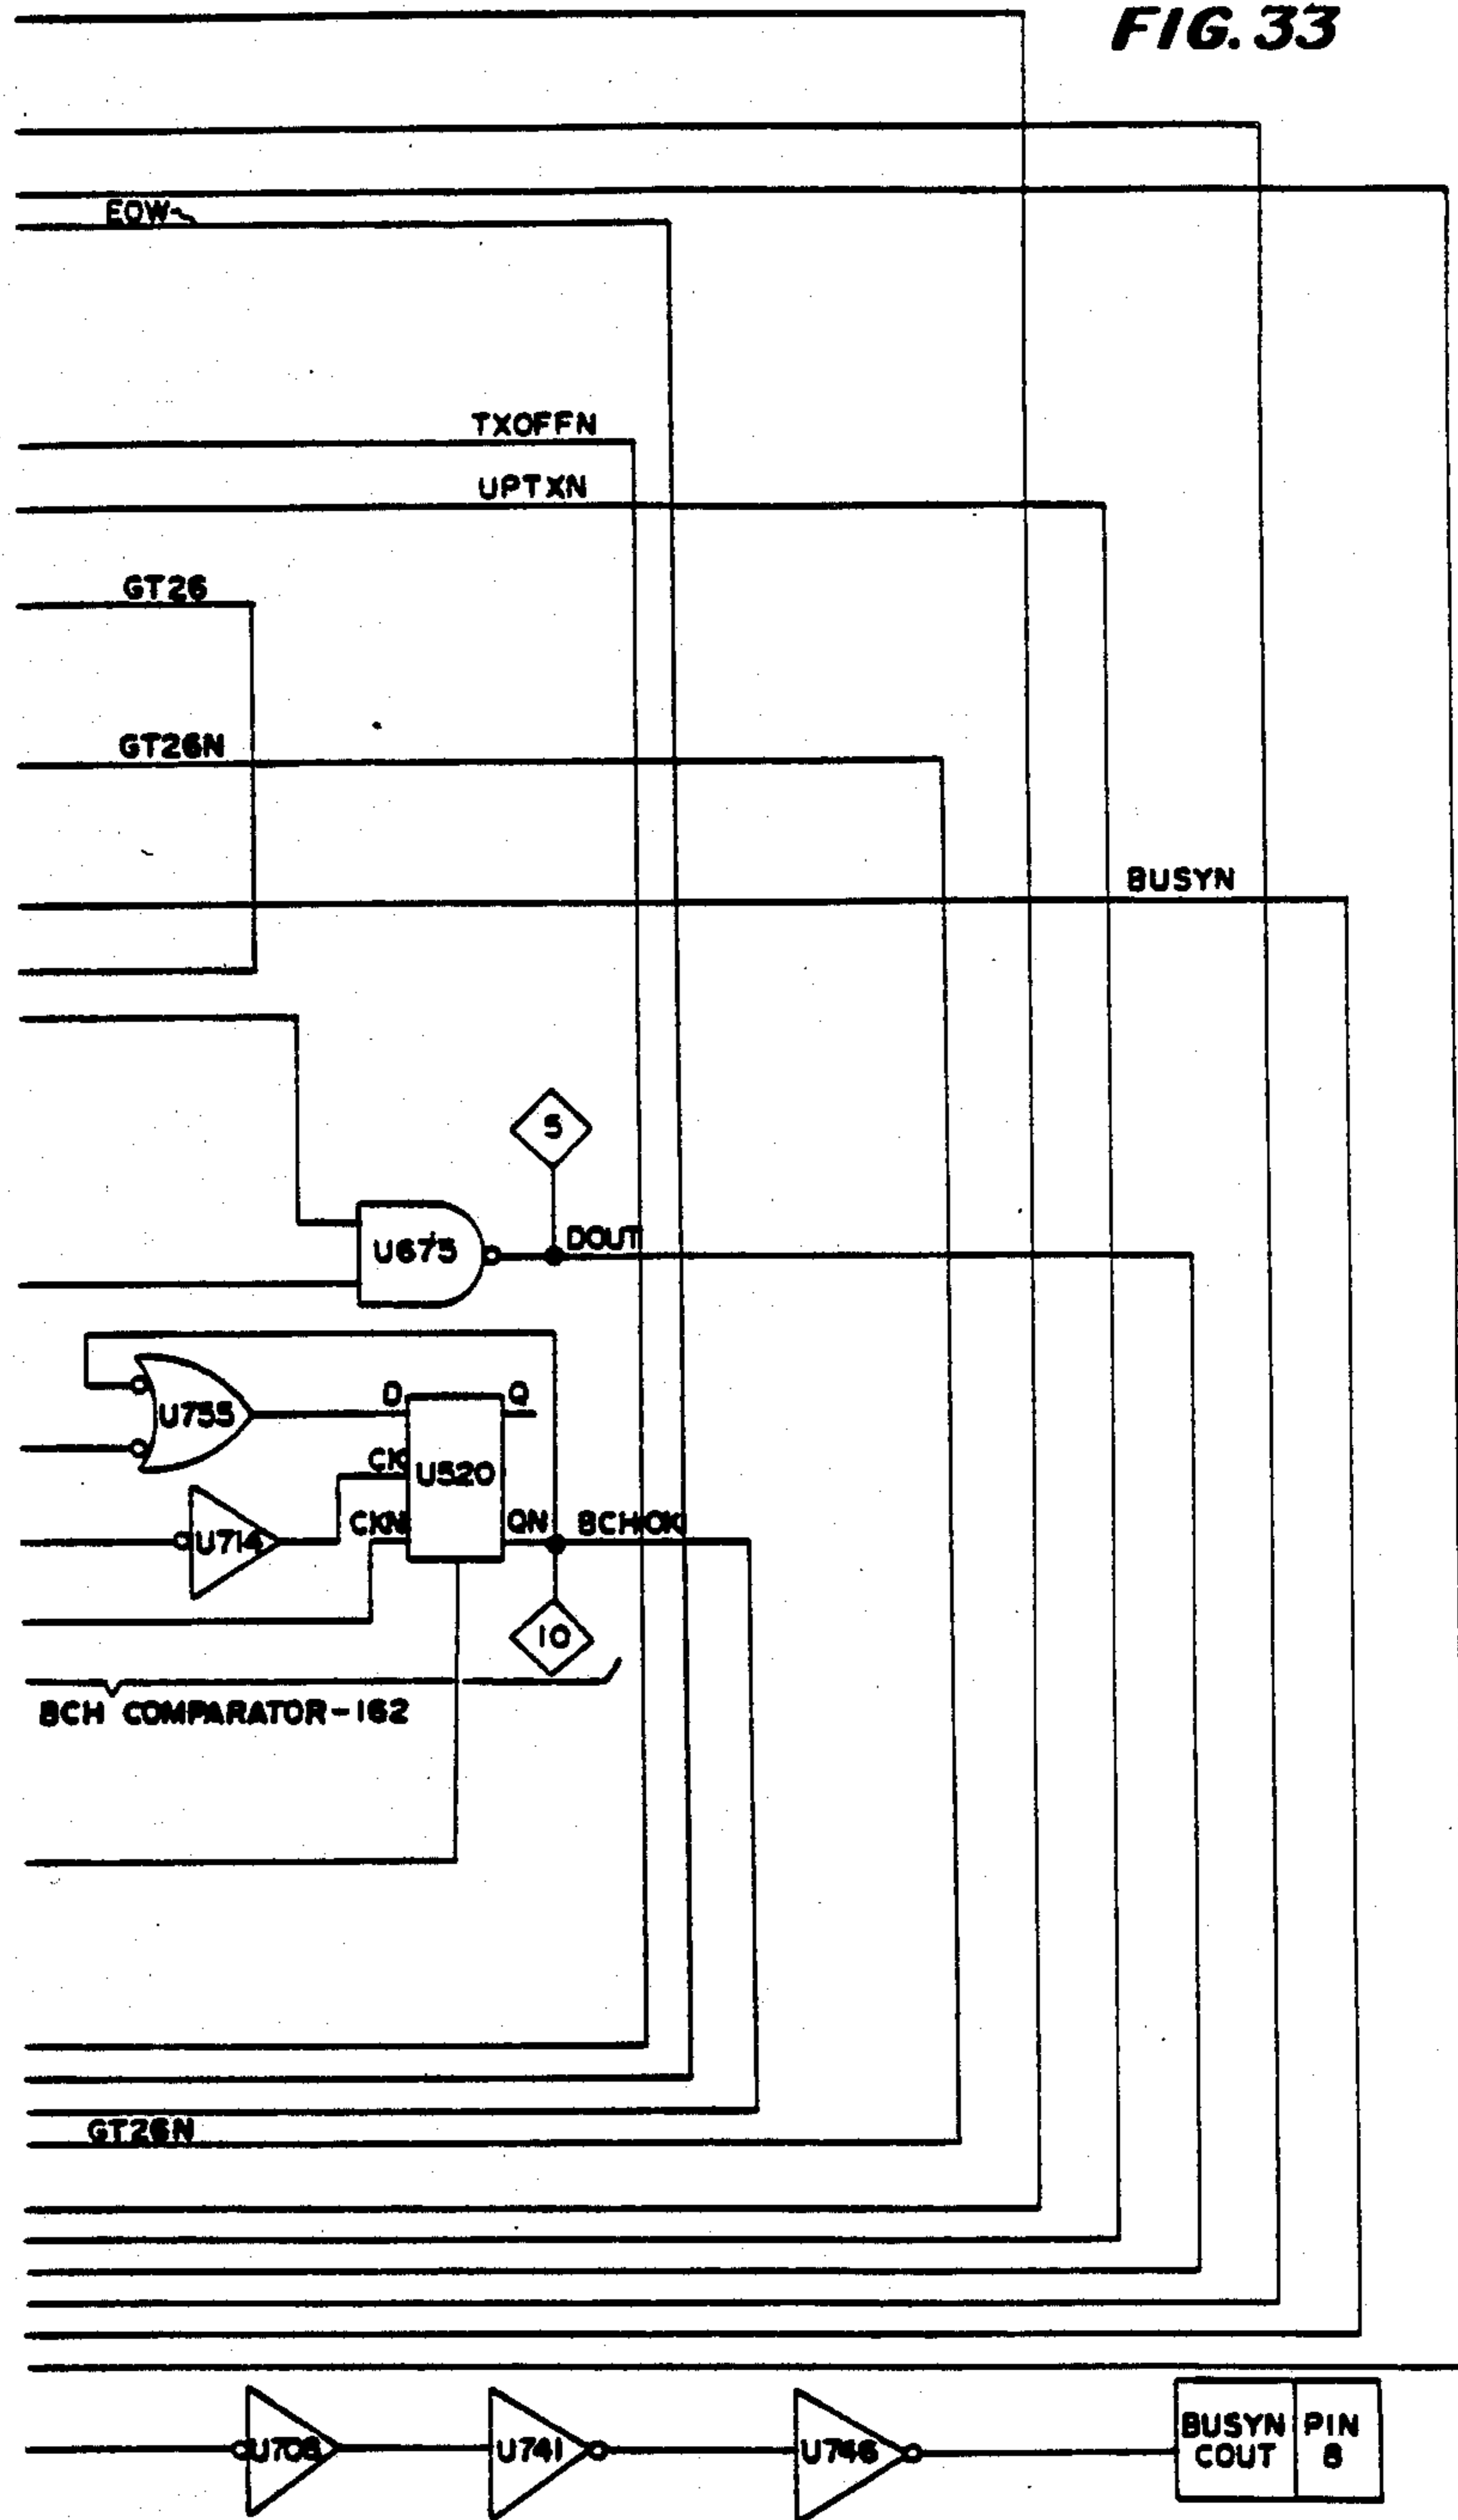 FIG. 33
EOW
TXOFFN
UPTXN
GT26
GT26N
BUSYN
5
U673
DOUT
U755
D
Q
CK
U520
U714
CKN
QN
BCHOK
10
BCH COMPARATOR-162
GT26N
U708
U741
U746
BUSYN
COUT
PIN
8